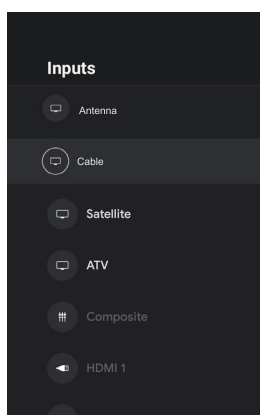 Inputs
Antenna
Cable
Satellite
ATV
Composite
HDMI 1